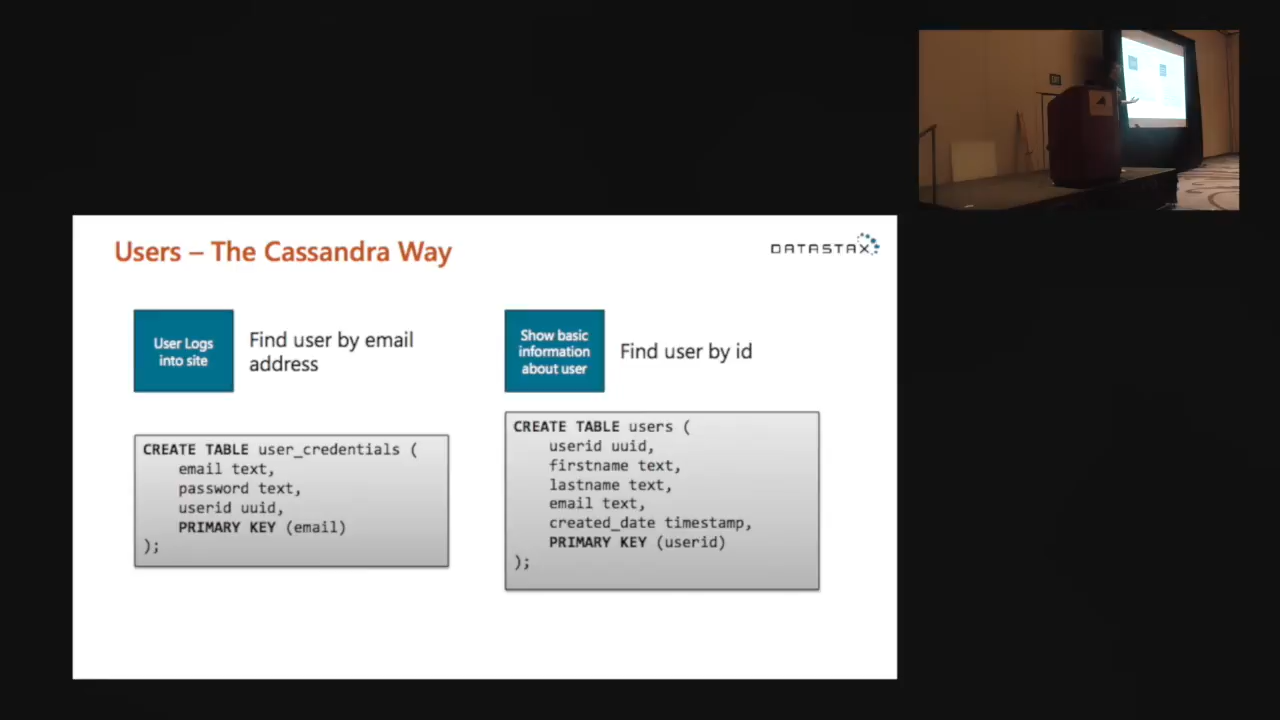 Users – The Cassandra Way
DATASTAX
User Logs
into site
Find user by email
address
Show basic
information
about user
Find user by id
CREATE TABLE user_credentials (
email text,
password text,
userid uuid,
PRIMARY KEY (email)
);
CREATE TABLE users (
userid uuid,
firstname text,
lastname text,
email text,
created_date timestamp,
PRIMARY KEY (userid)
);